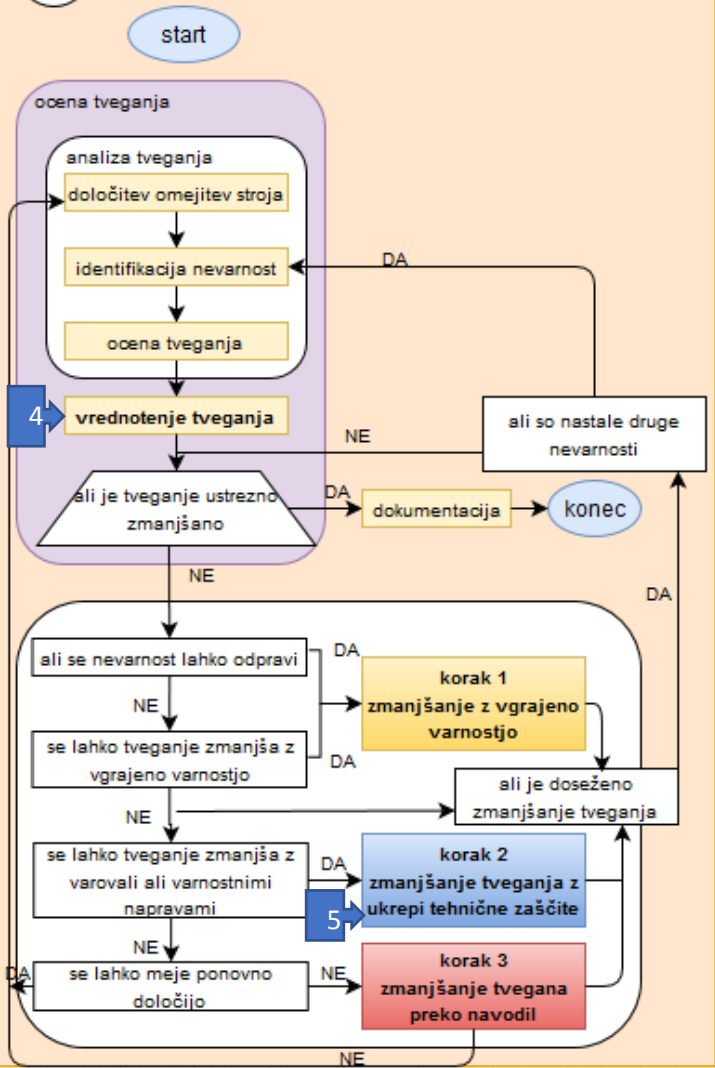 start
ocena tveganja
analiza tveganja
določitev omejitev stroja
identifikacija nevarnost
DA
ocena tveganja
4
vrednotenje tveganja
NE
ali so nastale druge
nevarnosti
ali je tveganje ustrezno
zmanjšano
DA
dokumentacija
konec
NE
DA
ali se nevarnost lahko odpravi
DA
korak 1
zmanjšanje z vgrajeno
varnostjo
NE
se lahko tveganje zmanjša z
vgrajeno varnostjo
DA
ali je doseženo
zmanjšanje tveganja
NE
se lahko tveganje zmanjša z
varovali ali varnostnimi
napravami
DA
korak 2
zmanjšanje tveganja z
ukrepi tehnične zaščite
5
NE
DA
se lahko meje ponovno
določijo
NE
korak 3
zmanjšanje tvegana
preko navodil
NE